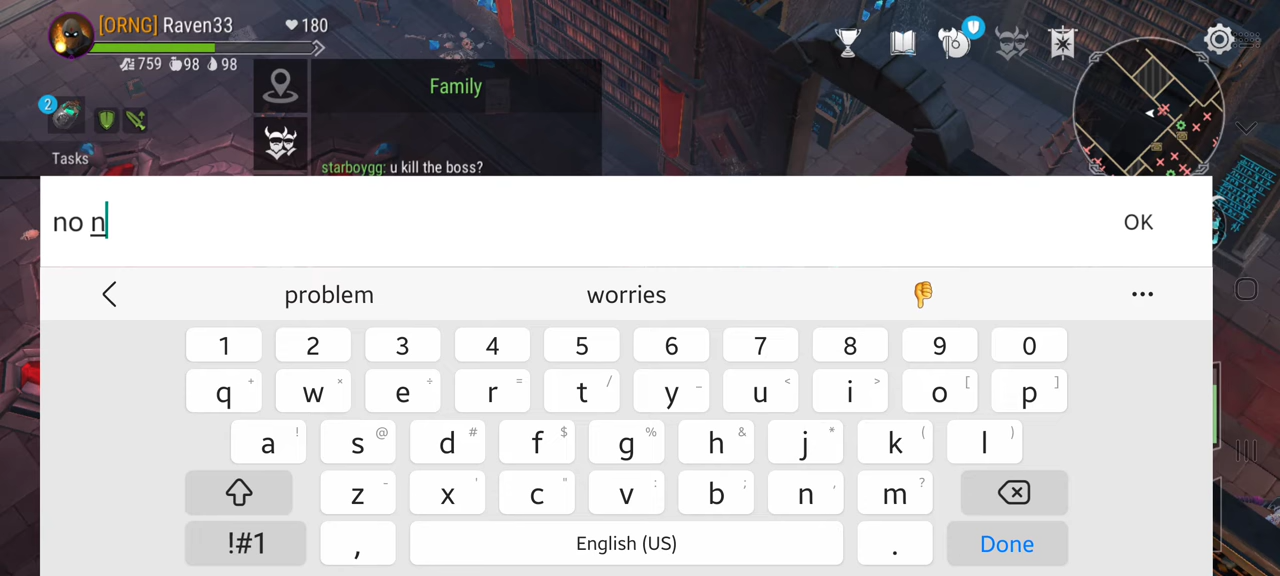 [ORNG] Raven33
180
759 98 98
Family
2
Tasks
starboygg: u kill the boss?
no n
OK
problem worries
1 2 3 4 5 6 7 8 9 0
q + w × e ÷ r = t / y _ u < i > o [ p ]
a ! s @ d # f $ g % h & j * k ( l )
z - x ' c " v : b ; n , m ?
!#1 , English (US) . Done